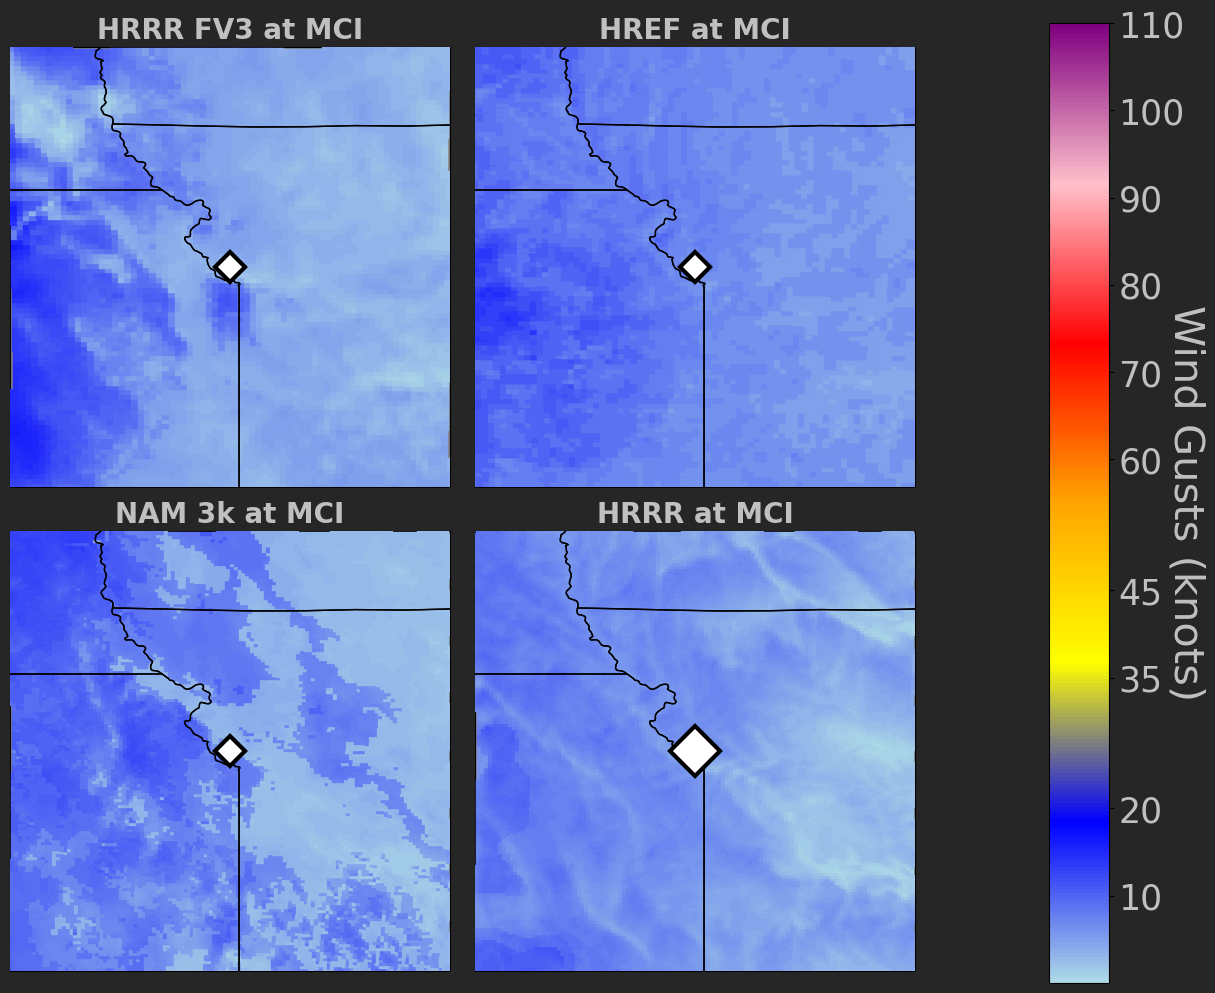 HRRR FV3 at MCI
HREF at MCI
NAM 3k at MCI
HRRR at MCI
110
100
90
80
70
60
45
35
20
10
Wind Gusts (knots)